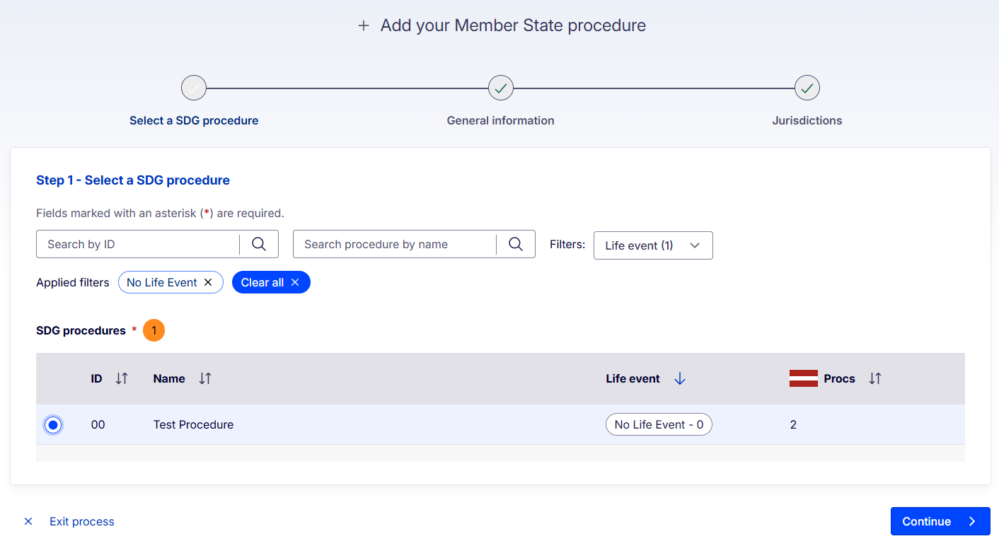 Add your Member State procedure
Select a SDG procedure
General information
Jurisdictions
Step 1 - Select a SDG procedure
Fields marked with an asterisk (*) are required.
Search by ID
Search procedure by name
Filters:
Life event (1)
Applied filters
No Life Event
Clear all
SDG procedures * 1
ID Name Life event Procs
00 Test Procedure No Life Event - 0 2
Exit process
Continue